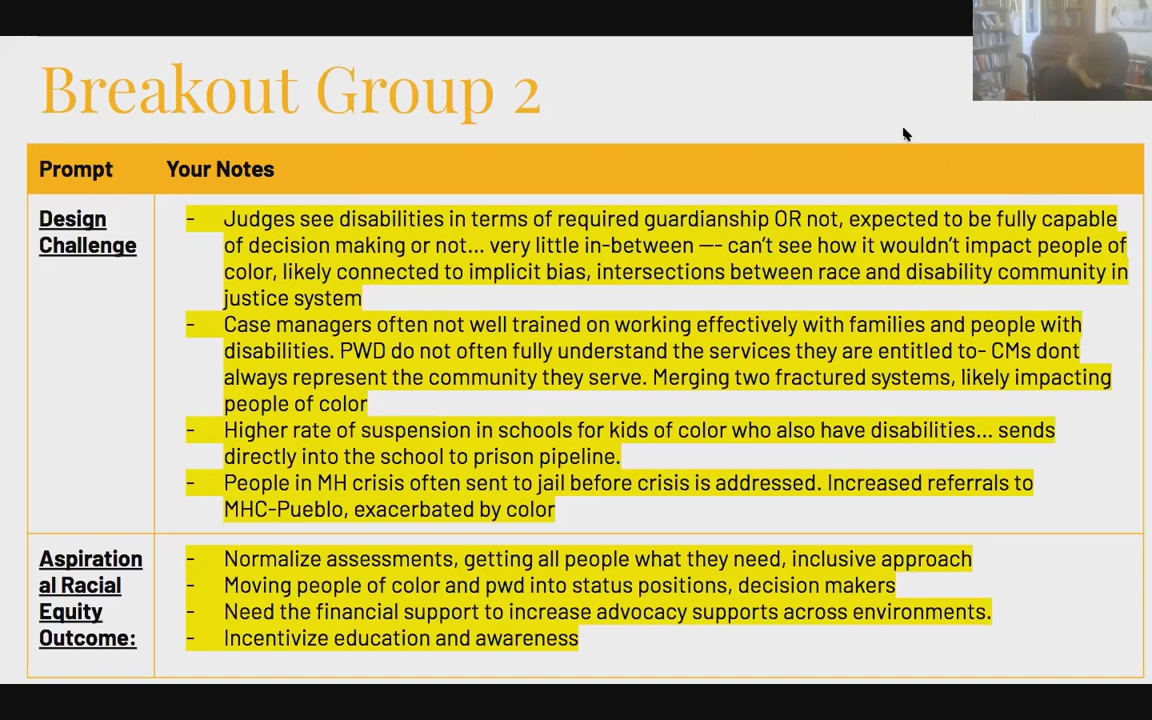 Breakout Group 2
Prompt
Your Notes
Design
Challenge
- Judges see disabilities in terms of required guardianship OR not, expected to be fully capable
of decision making or not... very little in-between —- can't see how it wouldn't impact people of
color, likely connected to implicit bias, intersections between race and disability community in
justice system
- Case managers often not well trained on working effectively with families and people with
disabilities. PWD do not often fully understand the services they are entitled to- CMs dont
always represent the community they serve. Merging two fractured systems, likely impacting
people of color
- Higher rate of suspension in schools for kids of color who also have disabilities... sends
directly into the school to prison pipeline.
- People in MH crisis often sent to jail before crisis is addressed. Increased referrals to
MHC-Pueblo, exacerbated by color
Aspiration
al Racial
Equity
Outcome:
- Normalize assessments, getting all people what they need, inclusive approach
- Moving people of color and pwd into status positions, decision makers
- Need the financial support to increase advocacy supports across environments.
- Incentivize education and awareness